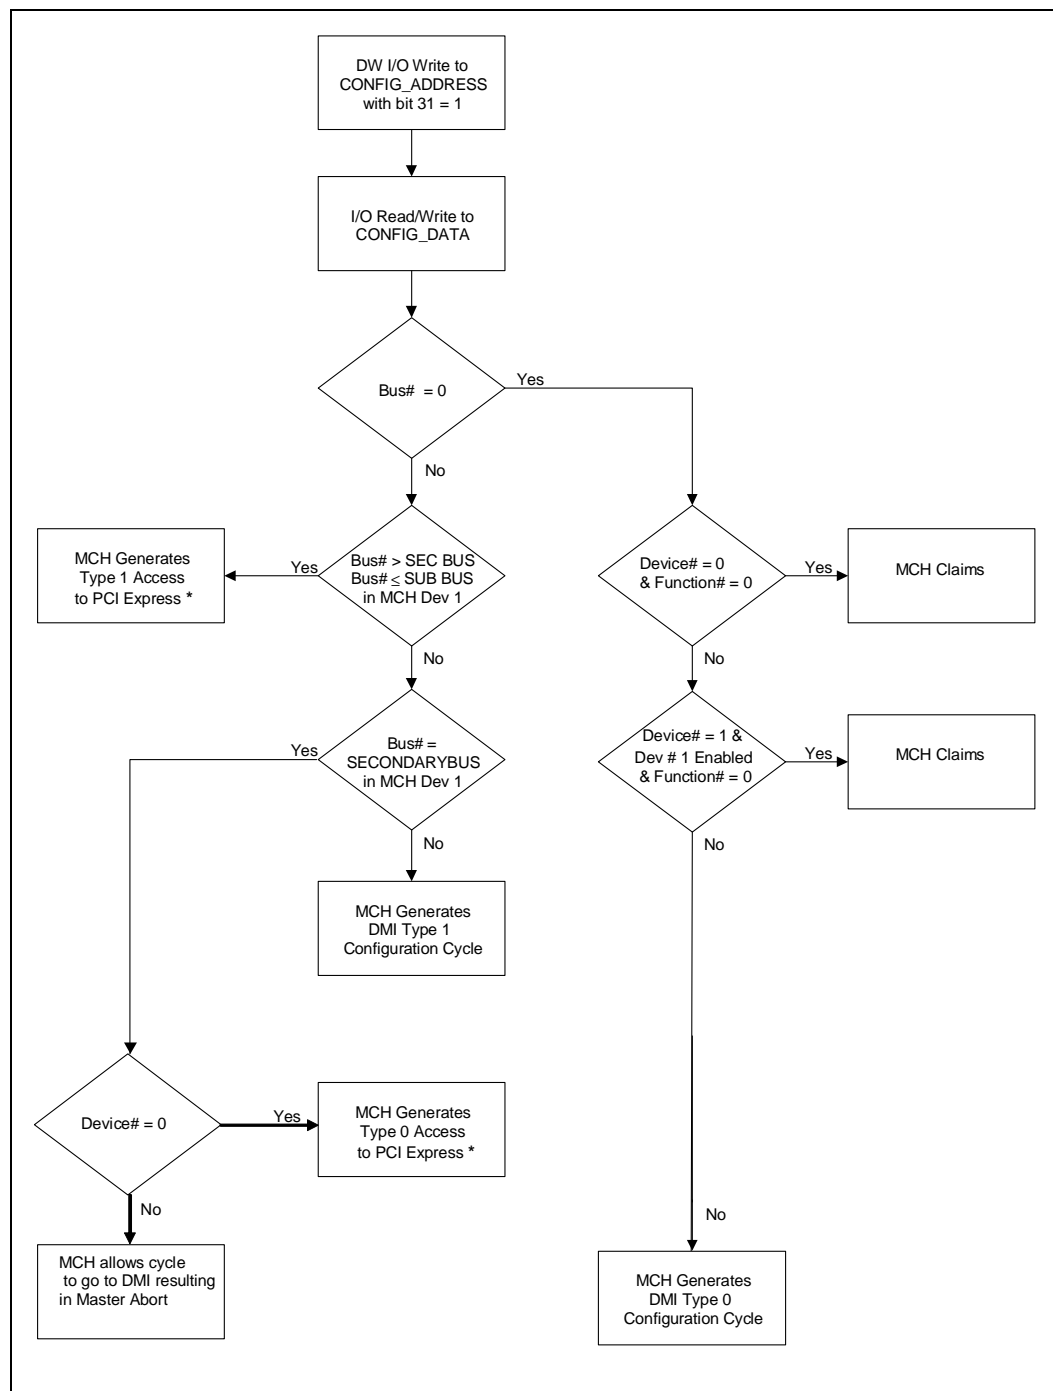 DW I/O Write to
CONFIG_ADDRESS
with bit 31 = 1
I/O Read/Write to
CONFIG_DATA
Bus# = 0
Yes
No
Bus# > SEC BUS
Bus# ≤ SUB BUS
in MCH Dev 1
Yes
MCH Generates
Type 1 Access
to PCI Express *
No
Device# = 0
& Function# = 0
Yes
MCH Claims
No
Bus# =
SECONDARYBUS
in MCH Dev 1
Yes
No
Device# = 1 &
Dev # 1 Enabled
& Function# = 0
Yes
MCH Claims
No
MCH Generates
DMI Type 1
Configuration Cycle
Device# = 0
Yes
MCH Generates
Type 0 Access
to PCI Express *
No
MCH allows cycle
to go to DMI resulting
in Master Abort
No
MCH Generates
DMI Type 0
Configuration Cycle